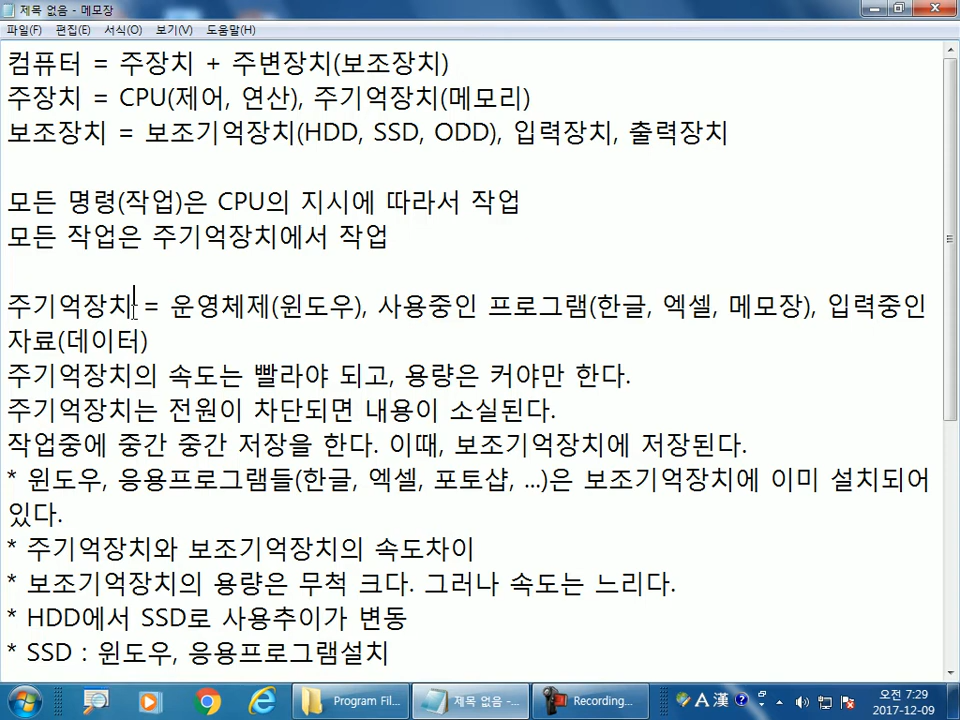 제목 없음 - 메모장
파일(F) 편집(E) 서식(O) 보기(V) 도움말(H)
컴퓨터 = 주장치 + 주변장치(보조장치)
주장치 = CPU(제어, 연산), 주기억장치(메모리)
보조장치 = 보조기억장치(HDD, SSD, ODD), 입력장치, 출력장치
모든 명령(작업)은 CPU의 지시에 따라서 작업
모든 작업은 주기억장치에서 작업
주기억장치 = 운영체제(윈도우), 사용중인 프로그램(한글, 엑셀, 메모장), 입력중인
자료(데이터)
주기억장치의 속도는 빨라야 되고, 용량은 커야만 한다.
주기억장치는 전원이 차단되면 내용이 소실된다.
작업중에 중간 중간 저장을 한다. 이때, 보조기억장치에 저장된다.
* 윈도우, 응용프로그램들(한글, 엑셀, 포토샵, ...)은 보조기억장치에 이미 설치되어
있다.
* 주기억장치와 보조기억장치의 속도차이
* 보조기억장치의 용량은 무척 크다. 그러나 속도는 느리다.
* HDD에서 SSD로 사용추이가 변동
* SSD : 윈도우, 응용프로그램설치
Program Fil... 제목 없음 -... Recording... A 漢 오전 7:29
2017-12-09